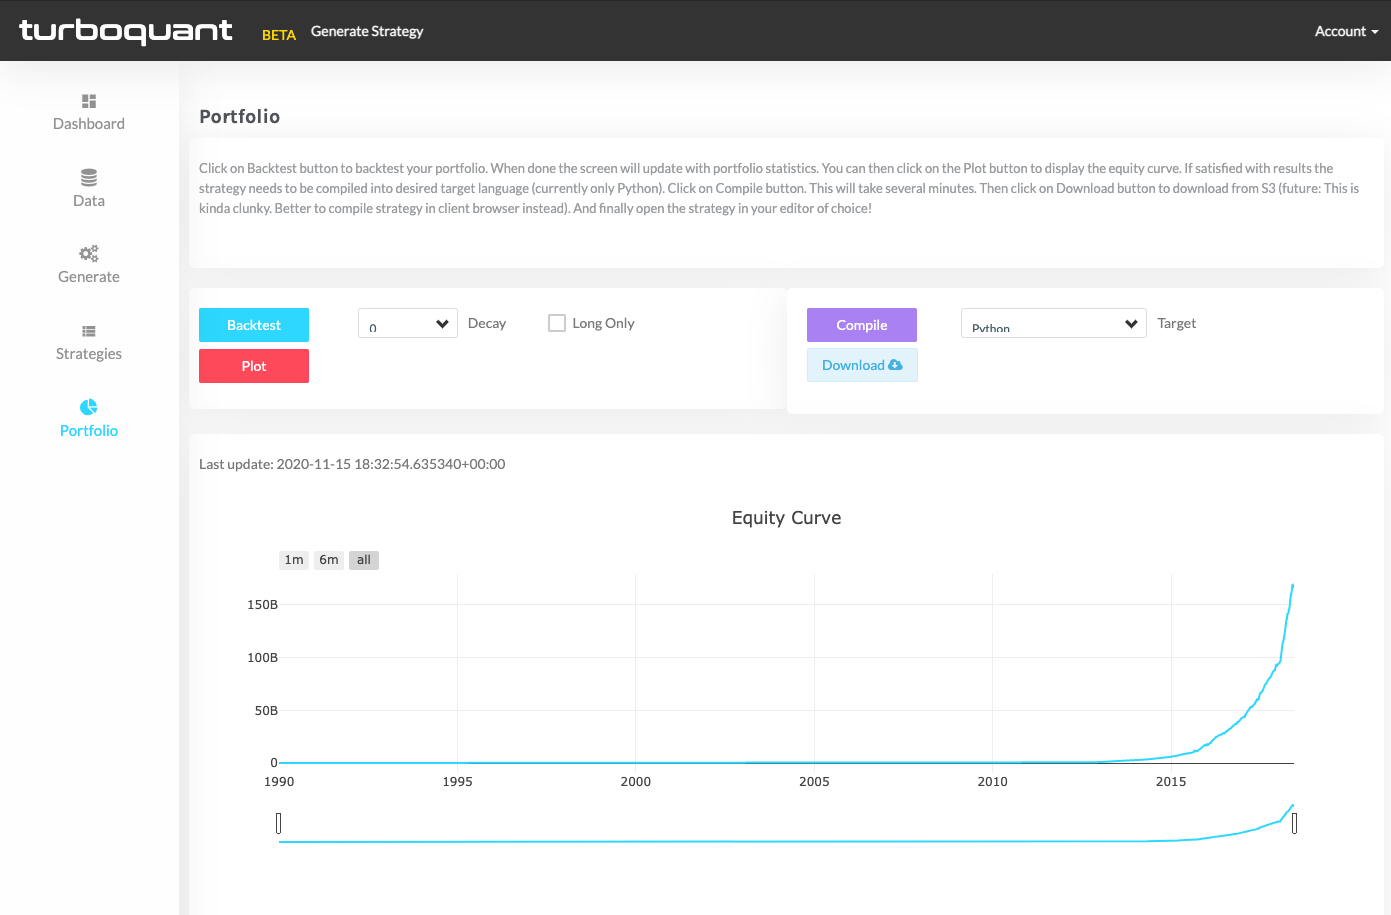 turboquant BETA Generate Strategy Account
Dashboard
Data
Generate
Strategies
Portfolio
Portfolio
Click on Backtest button to backtest your portfolio. When done the screen will update with portfolio statistics. You can then click on the Plot button to display the equity curve. If satisfied with results the
strategy needs to be compiled into desired target language (currently only Python). Click on Compile button. This will take several minutes. Then click on Download button to download from S3 (future: This is
kinda clunky. Better to compile strategy in client browser instead). And finally open the strategy in your editor of choice!
Backtest 0 Decay Long Only
Plot
Compile Python Target
Download
Last update: 2020-11-15 18:32:54.635340+00:00
Equity Curve
1m 6m all
150B
100B
50B
0
1990 1995 2000 2005 2010 2015